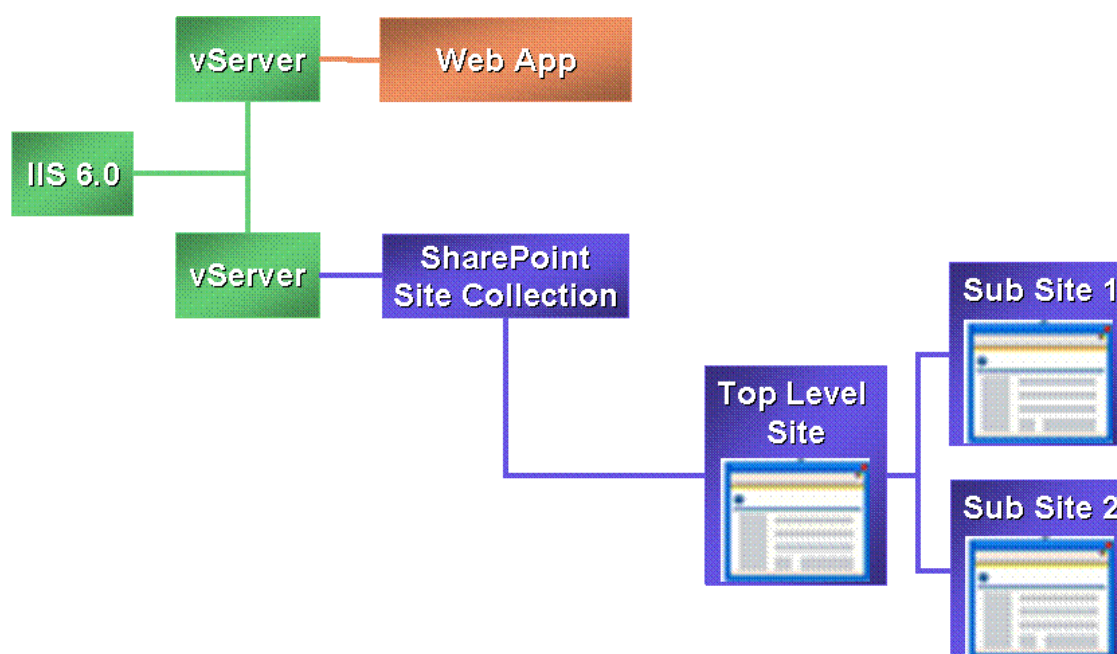 vServer
Web App
IIS 6.0
vServer
SharePoint
Site Collection
Sub Site 1
Top Level
Site
Sub Site 2